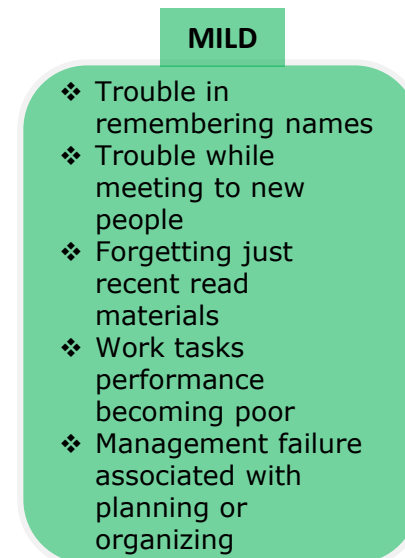 MILD
❖ Trouble in
remembering names
❖ Trouble while
meeting to new
people
❖ Forgetting just
recent read
materials
❖ Work tasks
performance
becoming poor
❖ Management failure
associated with
planning or
organizing